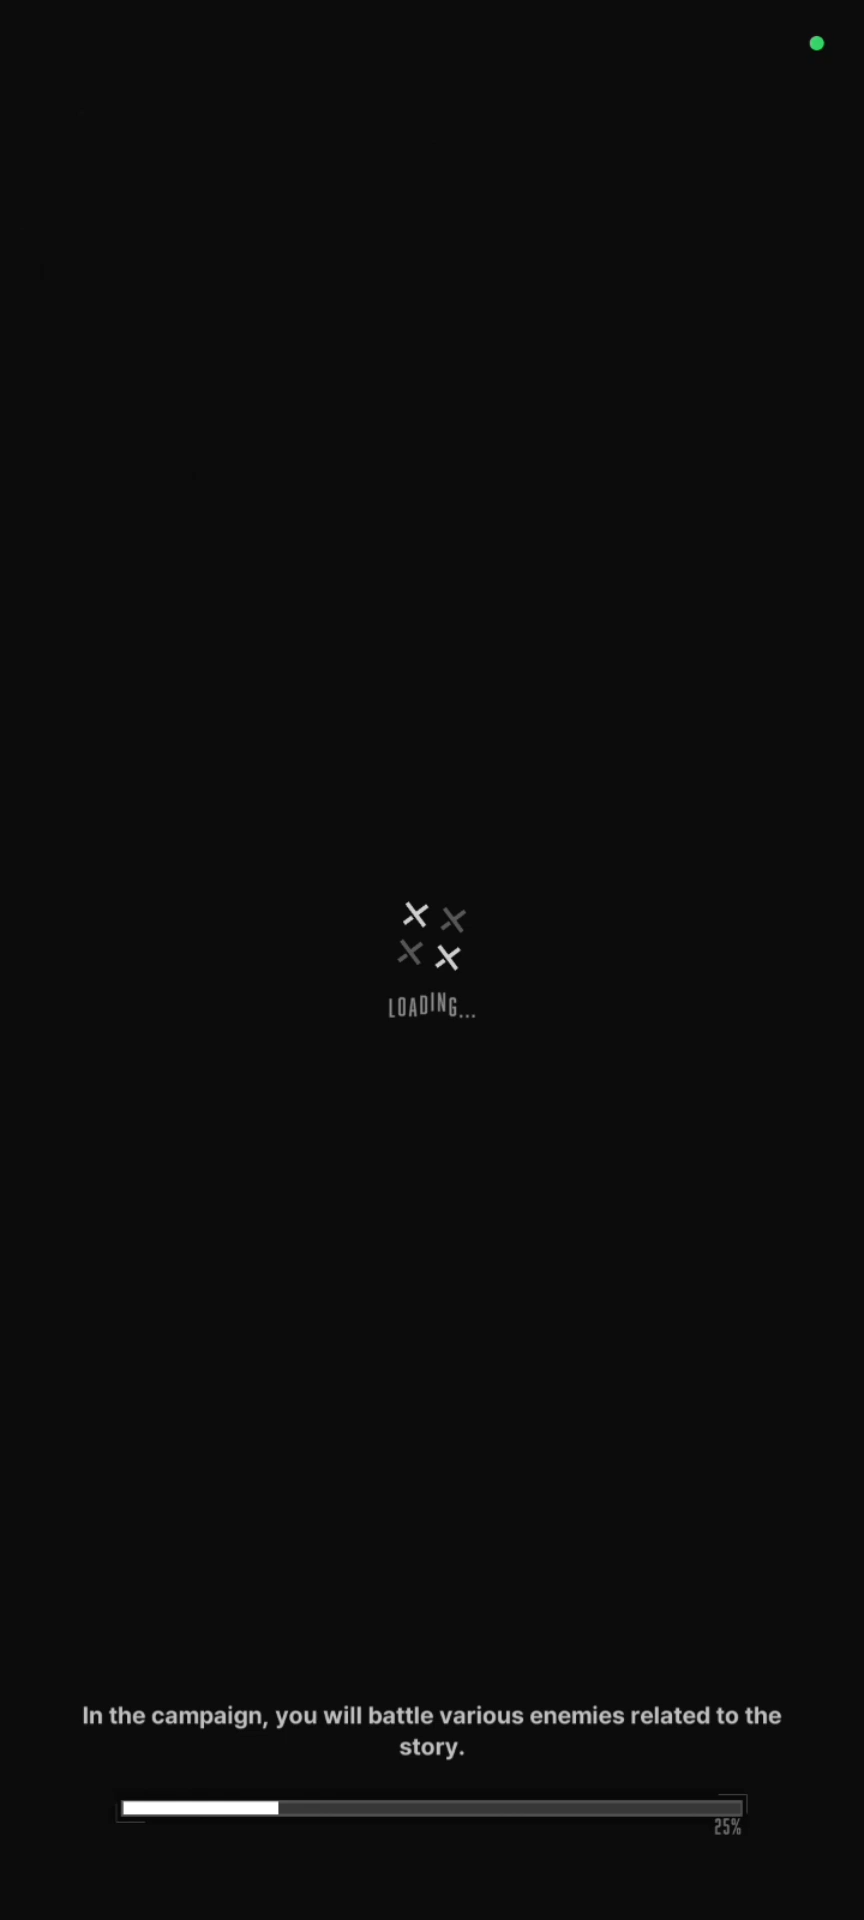 LOADING...
In the campaign, you will battle various enemies related to the
story.
25%